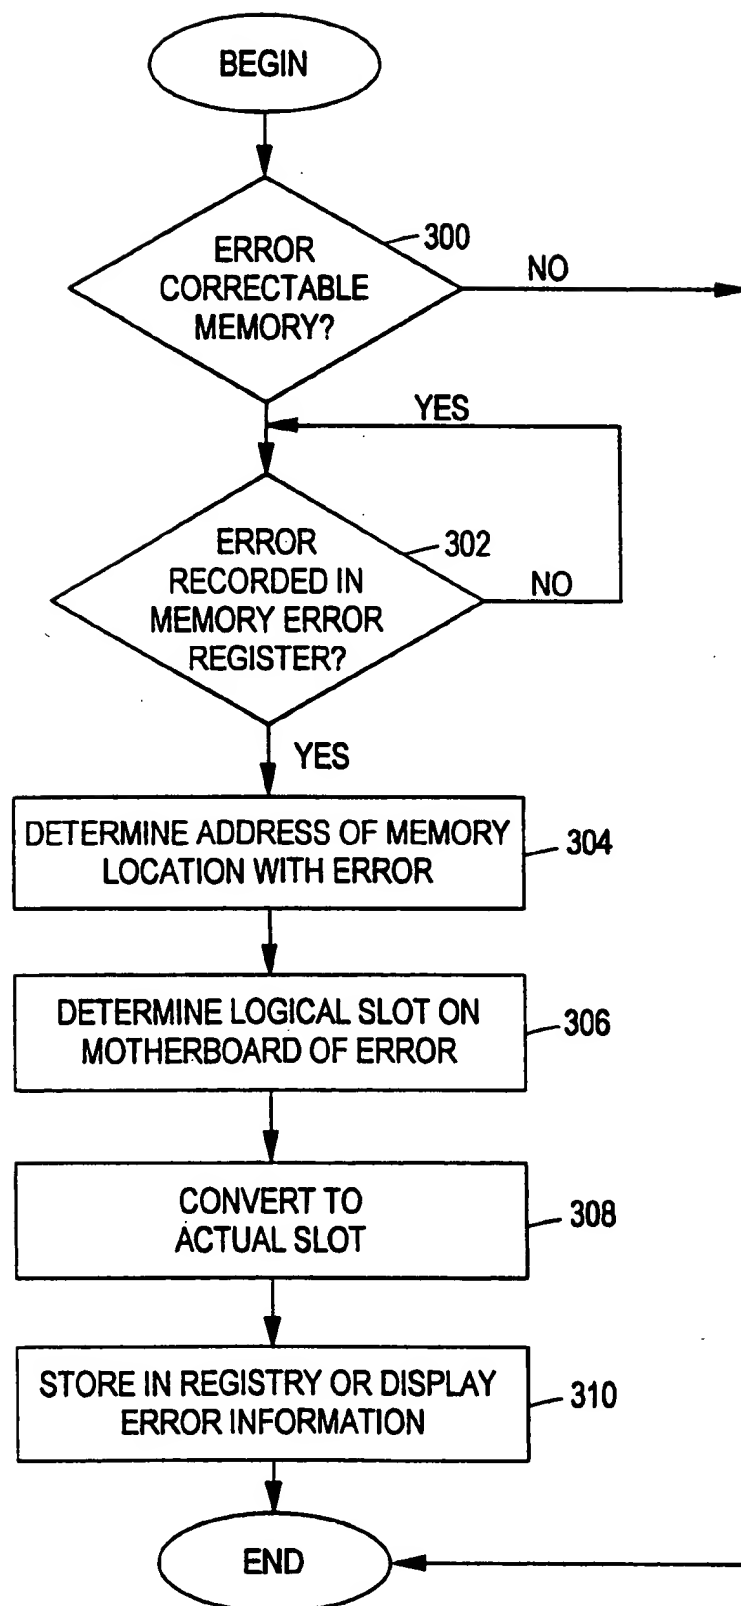 BEGIN
ERROR
CORRECTABLE
MEMORY?
300
NO
YES
ERROR
RECORDED IN
MEMORY ERROR
REGISTER?
302
NO
YES
DETERMINE ADDRESS OF MEMORY
LOCATION WITH ERROR
304
DETERMINE LOGICAL SLOT ON
MOTHERBOARD OF ERROR
306
CONVERT TO
ACTUAL SLOT
308
STORE IN REGISTRY OR DISPLAY
ERROR INFORMATION
310
END